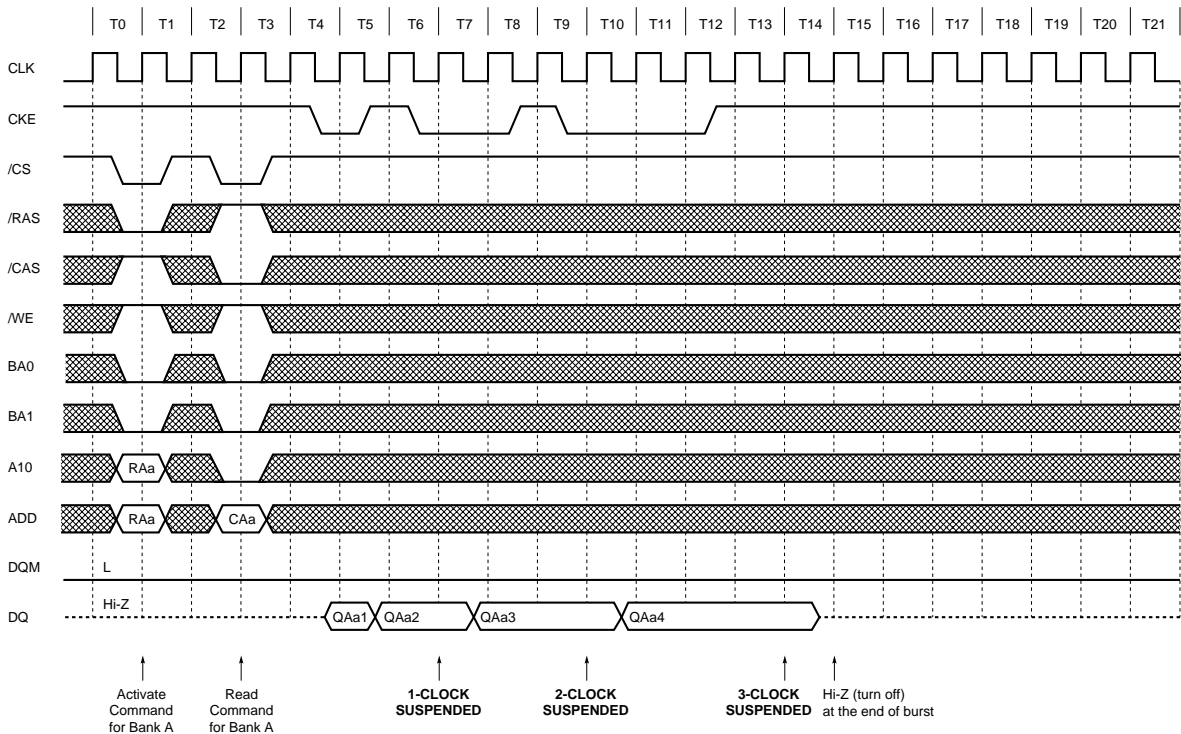 T0 T1 T2 T3 T4 T5 T6 T7 T8 T9 T10 T11 T12 T13 T14 T15 T16 T17 T18 T19 T20 T21
CLK
CKE
/CS
/RAS
/CAS
/WE
BA0
BA1
A10 RAa
ADD RAa CAa
DQM L
DQ Hi-Z QAa1 QAa2 QAa3 QAa4
Activate
Command
for Bank A
Read
Command
for Bank A
1-CLOCK
SUSPENDED
2-CLOCK
SUSPENDED
3-CLOCK
SUSPENDED
Hi-Z (turn off)
at the end of burst